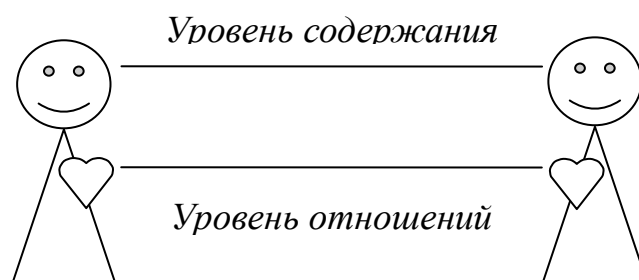 Уровень содержания
Уровень отношений